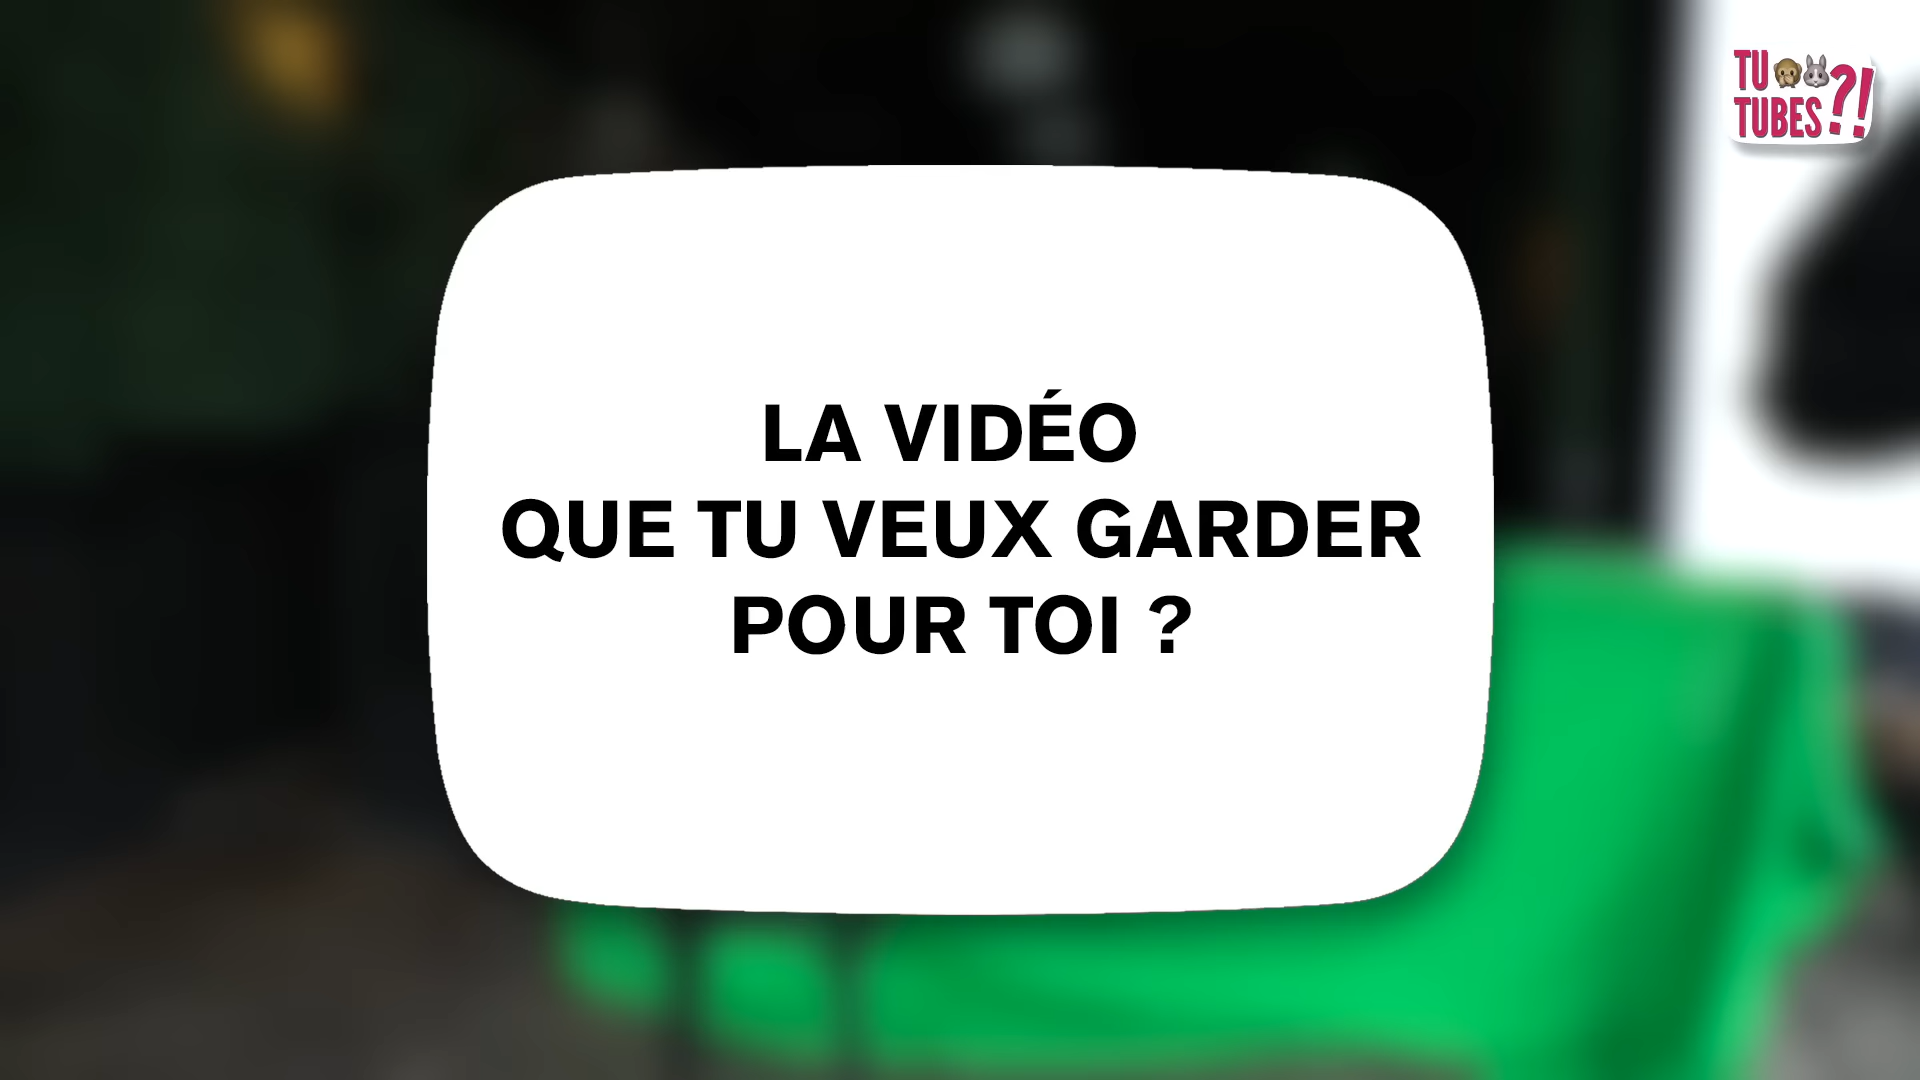 TU
TUBES?!
LA VIDÉO
QUE TU VEUX GARDER
POUR TOI ?